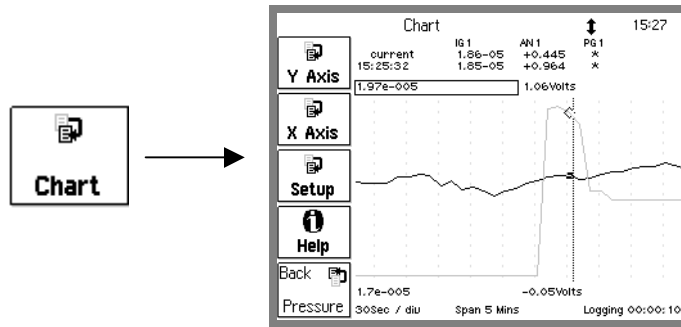 Chart
Chart 15:27
IG1 AN1 PG1
current 1.86-05 +0.445 *
15:25:32 1.85-05 +0.964 *
1.97e-005 1.06Volts
Y Axis
X Axis
Setup
Help
Back
Pressure
1.7e-005 -0.05Volts
30Sec / div Span 5 Mins Logging 00:00:10